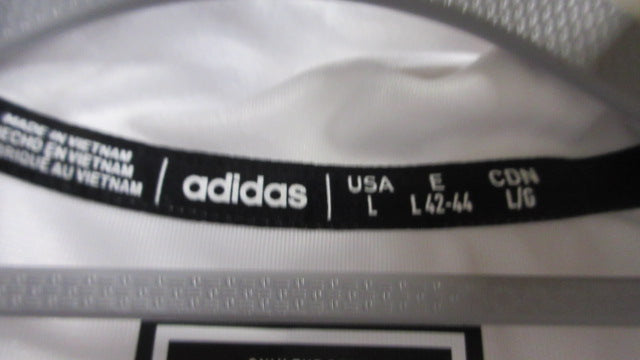 MADE IN VIETNAM
HECHO EN VIETNAM
FABRIQUÉ AU VIETNAM
adidas
USA E CDN
L L 42-44 L/G